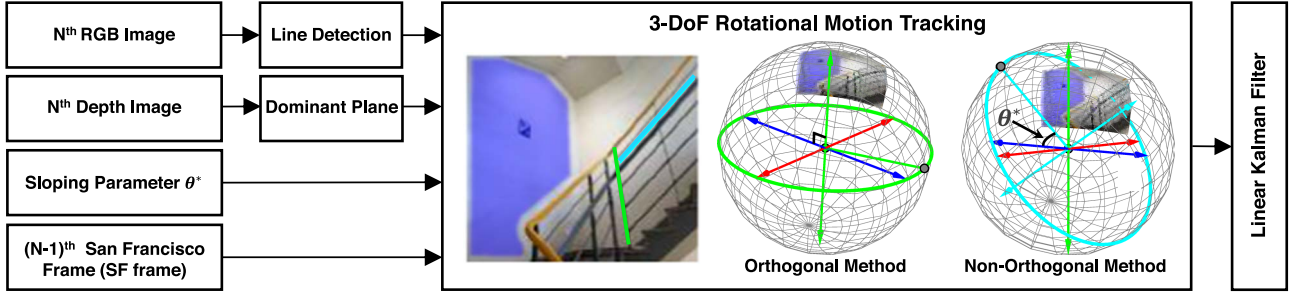 Nth RGB Image
Line Detection
Nth Depth Image
Dominant Plane
Sloping Parameter θ*
(N-1)th San Francisco
Frame (SF frame)
3-DoF Rotational Motion Tracking
θ*
Orthogonal Method
Non-Orthogonal Method
Linear Kalman Filter